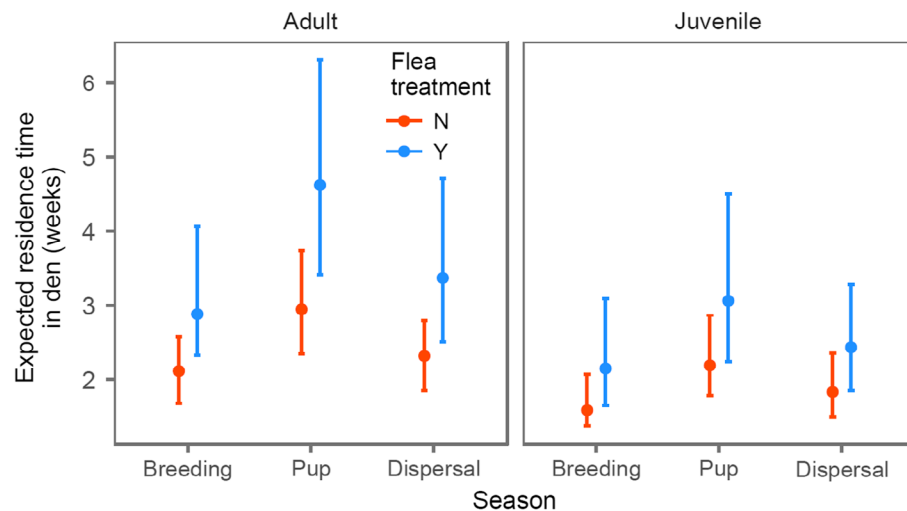 Adult
Juvenile
Expected residence time
in den (weeks)
6
5
4
3
2
Flea
treatment
N
Y
Breeding
Pup
Dispersal
Breeding
Pup
Dispersal
Season